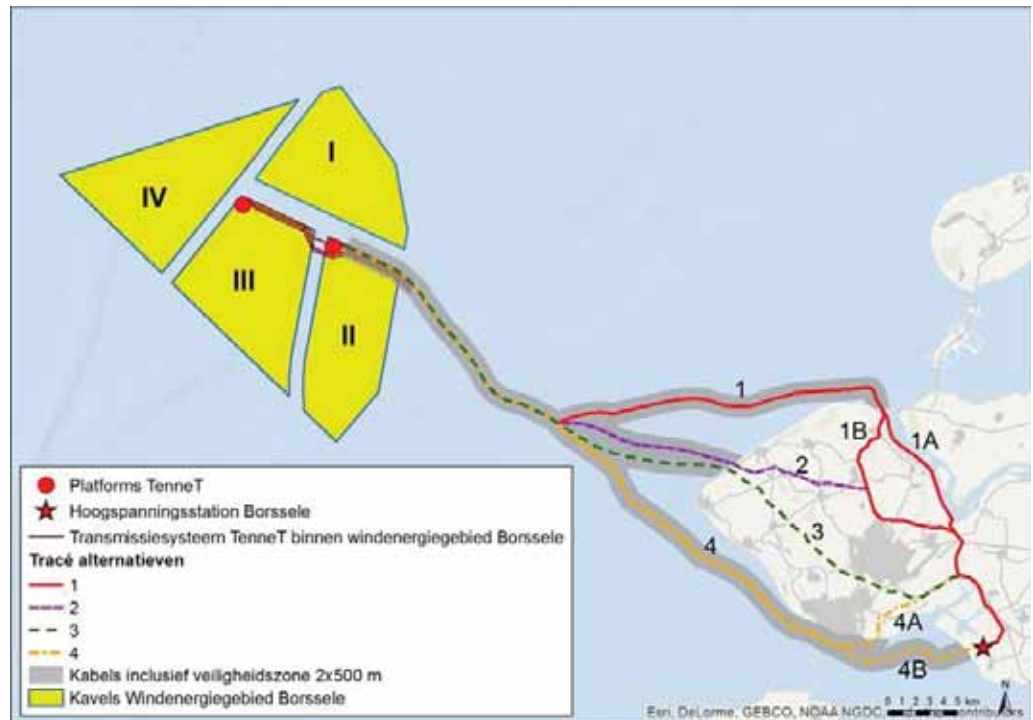 I
IV
III
II
1
1B
1A
2
3
4
4A
4B
Platforms TenneT
Hoogspanningsstation Borssele
Transmissiesysteem TenneT binnen windenergiegebied Borssele
Tracé alternatieven
1
2
3
4
Kabels inclusief veiligheidszone 2x500 m
Kavels Windenergiegebied Borssele
N
0 1 2 3 4 5 km
Esri, DeLorme, GEBCO, NOAA NGDC, contributors